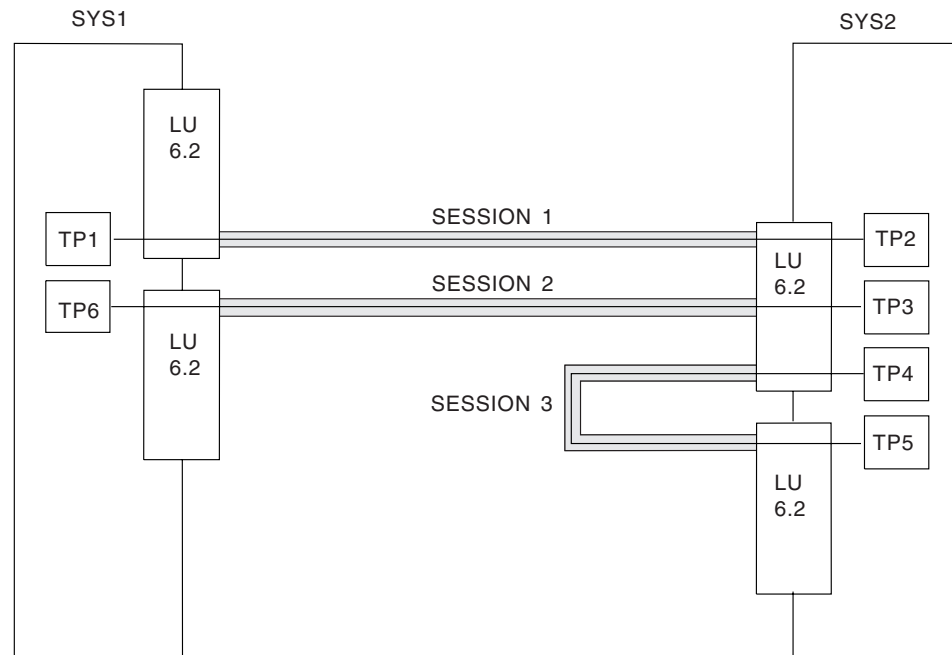 SYS1
SYS2
LU
6.2
SESSION 1
TP1
TP2
LU
6.2
SESSION 2
TP6
TP3
LU
6.2
TP4
SESSION 3
TP5
LU
6.2